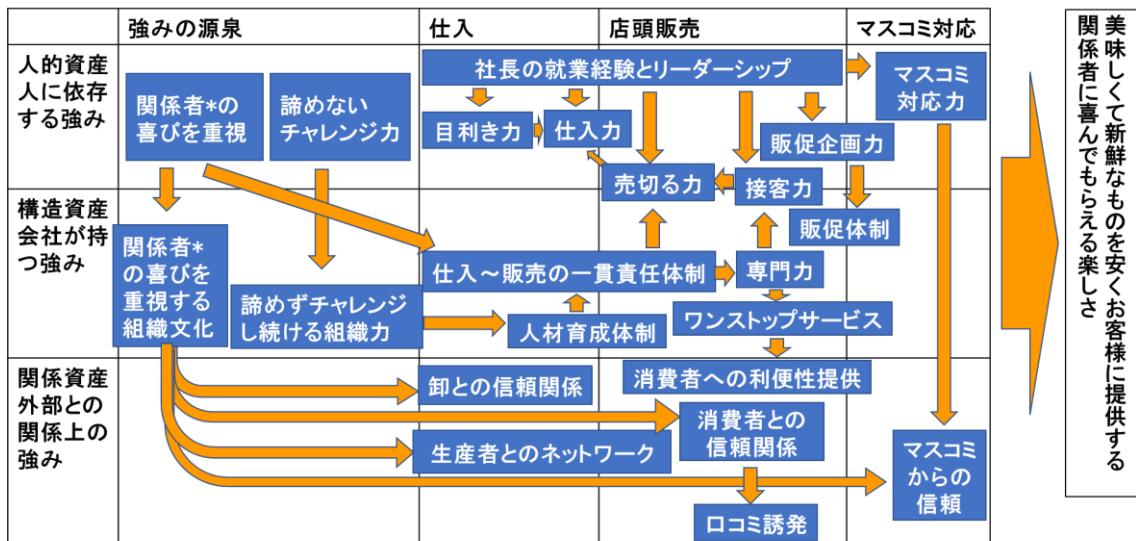 強みの源泉
仕入
店頭販売
マスコミ対応
人的資産
人に依存
する強み
関係者*の
喜びを重視
諦めない
チャレンジ力
社長の就業経験とリーダーシップ
目利き力
仕入力
売切る力
接客力
販促企画力
マスコミ
対応力
構造資産
会社が持
つ強み
関係者*
の喜びを
重視する
組織文化
諦めずチャレンジ
し続ける組織力
仕入～販売の一貫責任体制
人材育成体制
専門力
販促体制
ワンストップサービス
関係資産
外部との
関係上の
強み
卸との信頼関係
生産者とのネットワーク
消費者への利便性提供
消費者との
信頼関係
口コミ誘発
マスコミ
からの
信頼
美味しくて新鮮なものを安くお客様に提供する
関係者に喜んでもらえる楽しさ